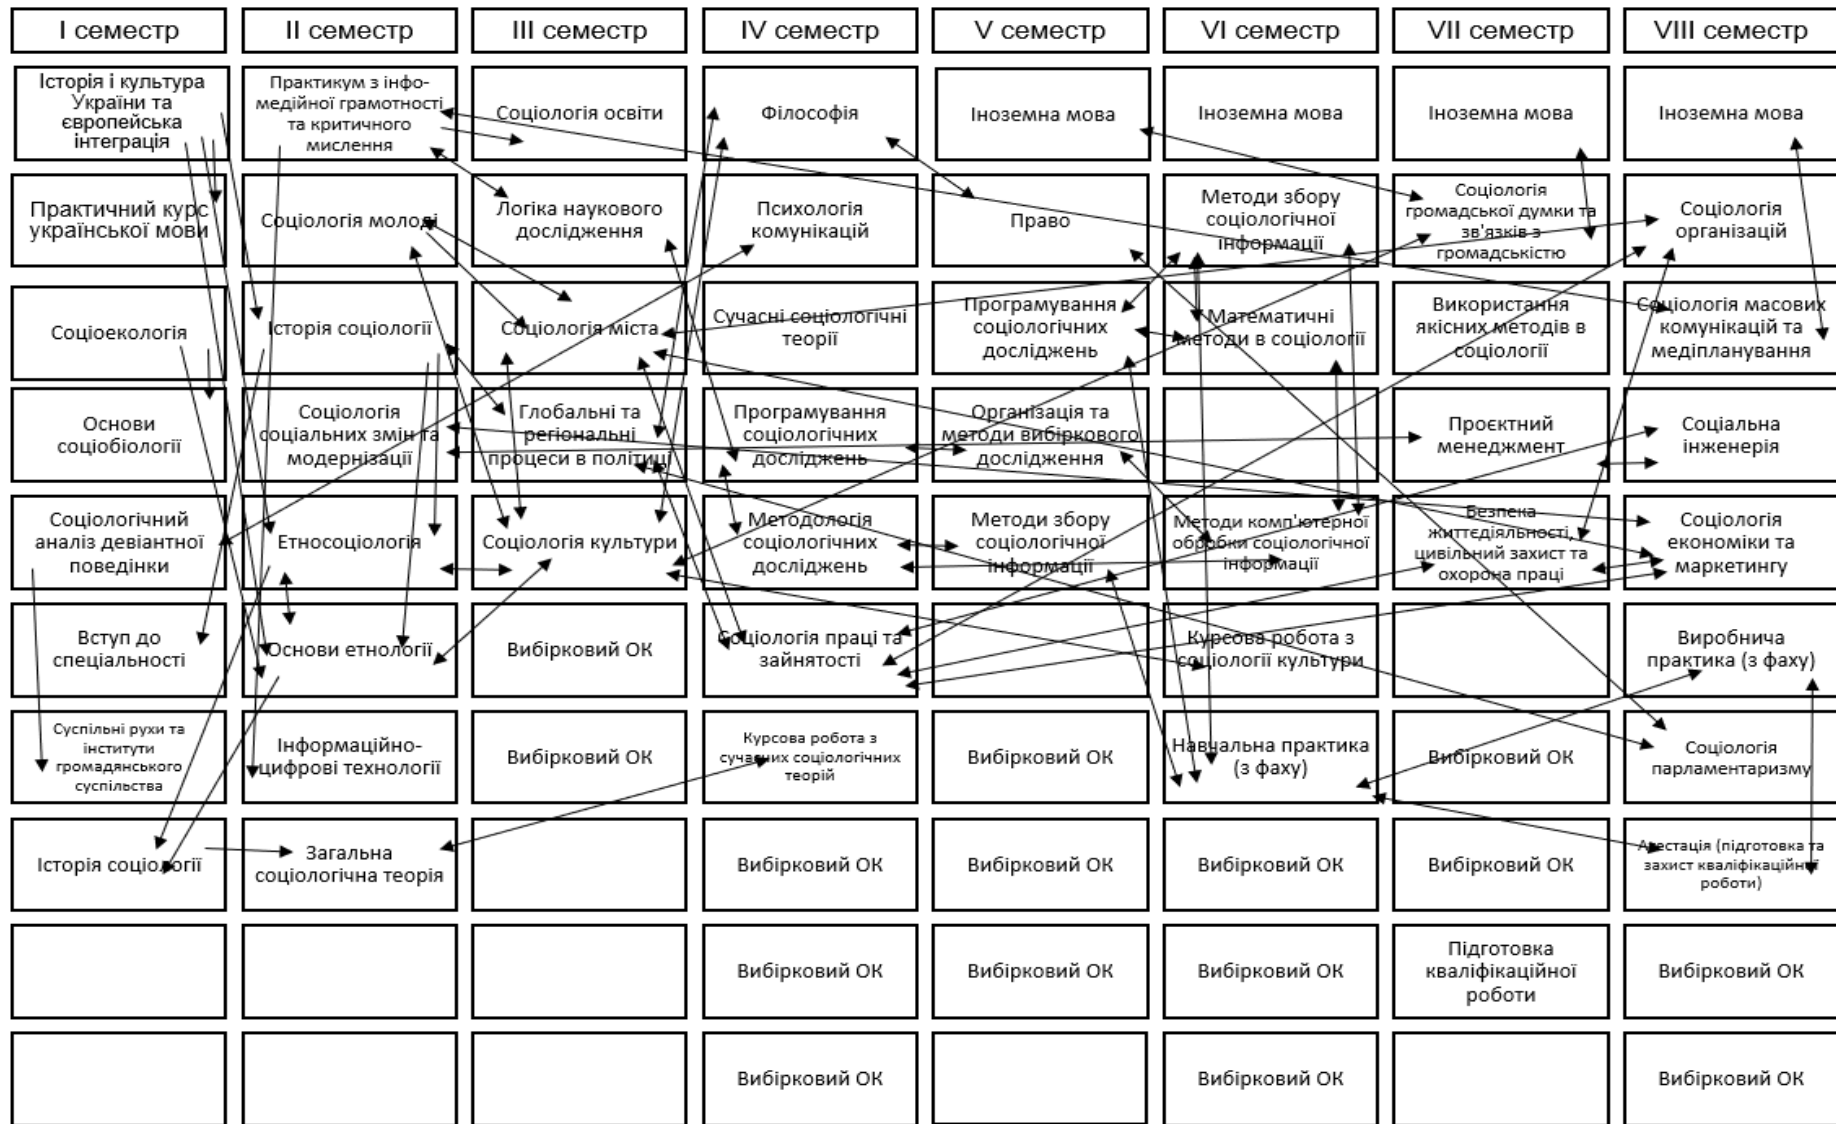 I семестр
II семестр
III семестр
IV семестр
V семестр
VI семестр
VII семестр
VIII семестр
Історія і культура
України та
європейська
інтеграція
Практикум з інфо-
медійної грамотності
та критичного
мислення
Соціологія освіти
Філософія
Іноземна мова
Іноземна мова
Іноземна мова
Іноземна мова
Практичний курс
української мови
Соціологія молоді
Логіка наукового
дослідження
Психологія
комунікацій
Право
Методи збору
соціологічної
інформації
Соціологія
громадської думки та
зв'язків з
громадськістю
Соціологія
організацій
Соціоекологія
Історія соціології
Соціологія міста
Сучасні соціологічні
теорії
Програмування
соціологічних
досліджень
Математичні
методи в соціології
Використання
якісних методів в
соціології
Соціологія масових
комунікацій та
медіпланування
Основи
соціобіології
Соціологія
соціальних змін та
модернізації
Глобальні та
регіональні
процеси в політиці
Програмування
соціологічних
досліджень
Організація та
методи вибіркового
дослідження
Проєктний
менеджмент
Соціальна
інженерія
Соціологічний
аналіз девіантної
поведінки
Етносоціологія
Соціологія культури
Методологія
соціологічних
досліджень
Методи збору
соціологічної
інформації
Методи комп'ютерної
обробки соціологічної
інформації
Безпека
життєдіяльності,
цивільний захист та
охорона праці
Соціологія
економіки та
маркетингу
Вступ до
спеціальності
Основи етнології
Вибірковий ОК
Соціологія праці та
зайнятості
Курсова робота з
соціології культури
Виробнича
практика (з фаху)
Суспільні рухи та
інститути
громадянського
суспільства
Інформаційно-
цифрові технології
Вибірковий ОК
Курсова робота з
сучасних соціологічних
теорій
Вибірковий ОК
Навчальна практика
(з фаху)
Вибірковий ОК
Соціологія
парламентаризму
Історія соціології
Загальна
соціологічна теорія
Вибірковий ОК
Вибірковий ОК
Вибірковий ОК
Вибірковий ОК
Атестація (підготовка та
захист кваліфікаційної
роботи)
Вибірковий ОК
Вибірковий ОК
Вибірковий ОК
Підготовка
кваліфікаційної
роботи
Вибірковий ОК
Вибірковий ОК
Вибірковий ОК
Вибірковий ОК